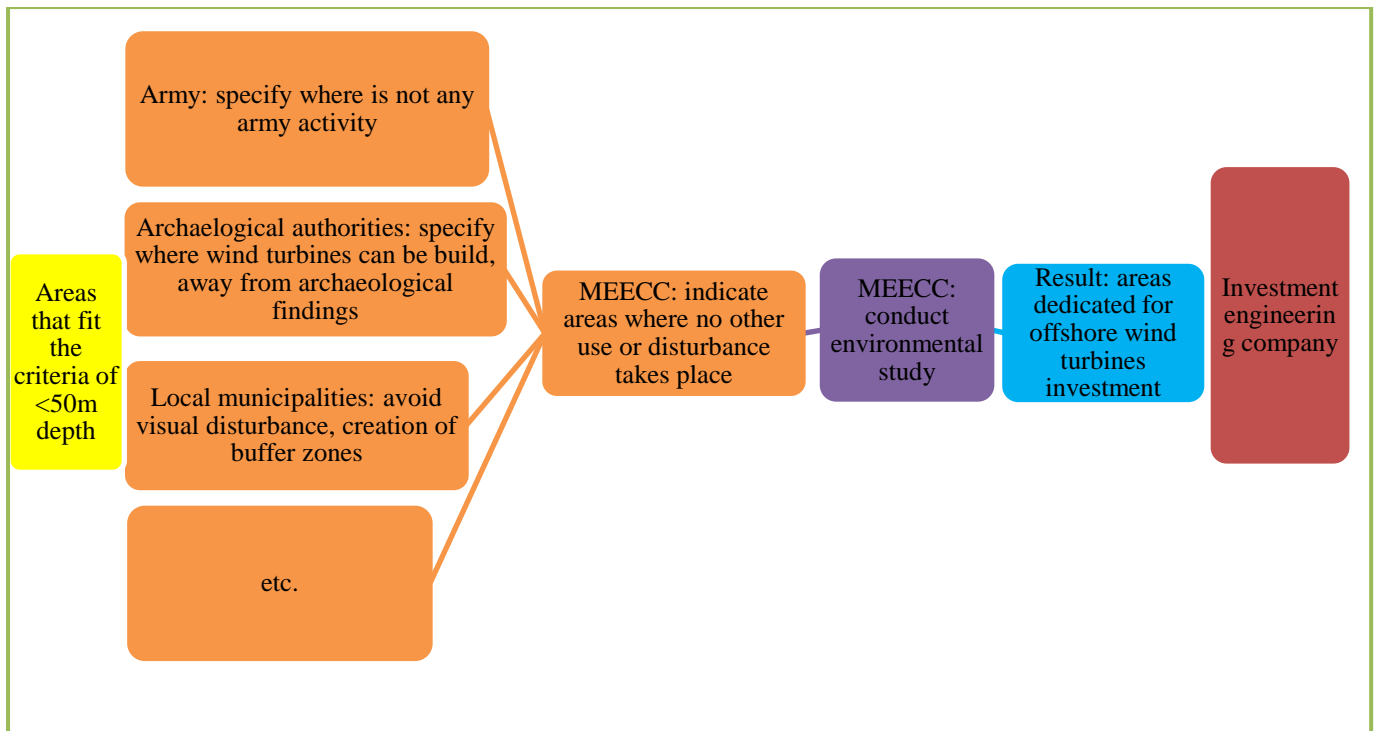 Areas
that fit
the
criteria of
<50m
depth
Army: specify where is not any
army activity
Archaelogical authorities: specify
where wind turbines can be build,
away from archaeological
findings
Local municipalities: avoid
visual disturbance, creation of
buffer zones
etc.
MEECC: indicate
areas where no other
use or disturbance
takes place
MEECC:
conduct
environmental
study
Result: areas
dedicated for
offshore wind
turbines
investment
Investment
engineerin
g company